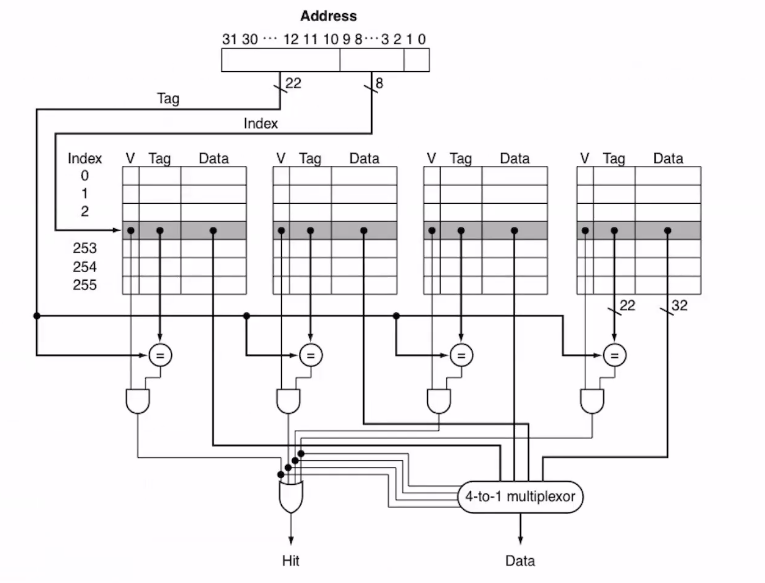 Address
31 30 ··· 12 11 10 9 8 ··· 3 2 1 0
22
8
Tag
Index
Index V Tag Data V Tag Data V Tag Data V Tag Data
0
1
2
253
254
255
22 32
= = = =
4-to-1 multiplexor
Hit Data